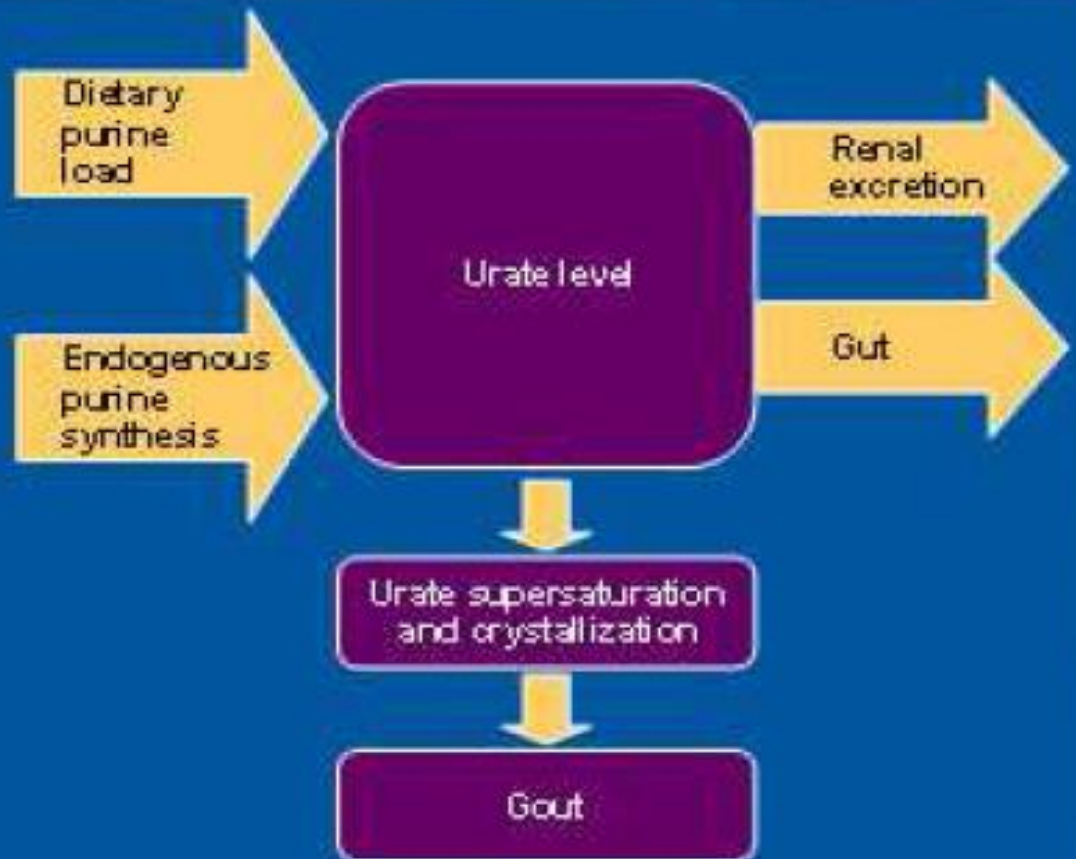 Dietary
purine
load
Renal
excretion
Urate level
Endogenous
purine
synthesis
Gut
Urate supersaturation
and crystallization
Gout